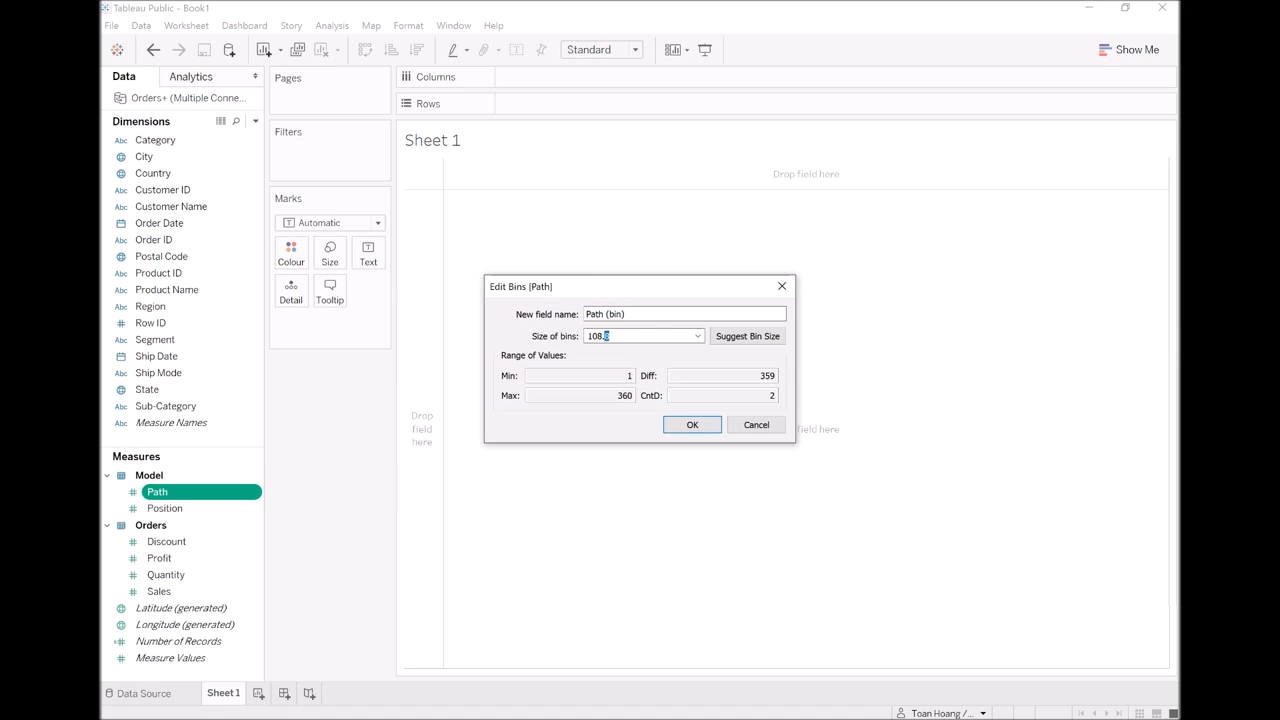 Tableau Public - Book1
File Data Worksheet Dashboard Story Analysis Map Format Window Help
Standard
Show Me
Data Analytics
Orders+ (Multiple Conne...
Dimensions
Category
City
Country
Customer ID
Customer Name
Order Date
Order ID
Postal Code
Product ID
Product Name
Region
Row ID
Segment
Ship Date
Ship Mode
State
Sub-Category
Measure Names
Measures
Model
Path
Position
Orders
Discount
Profit
Quantity
Sales
Latitude (generated)
Longitude (generated)
Number of Records
Measure Values
Pages
Filters
Marks
Automatic
Colour Size Text
Detail Tooltip
Columns
Rows
Sheet 1
Drop field here
Drop
field
here
field here
Edit Bins [Path]
New field name: Path (bin)
Size of bins: 108. Suggest Bin Size
Range of Values:
Min: 1 Diff: 359
Max: 360 CntD: 2
OK Cancel
Data Source Sheet 1
Toan Hoang /...